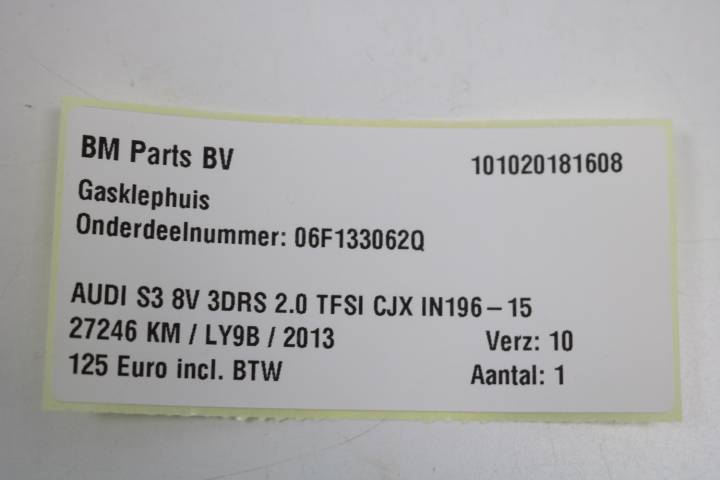 BM Parts BV 101020181608
Gasklephuis
Onderdeelnummer: 06F133062Q
AUDI S3 8V 3DRS 2.0 TFSI CJX IN196-15
27246 KM / LY9B / 2013 Verz: 10
125 Euro incl. BTW Aantal: 1